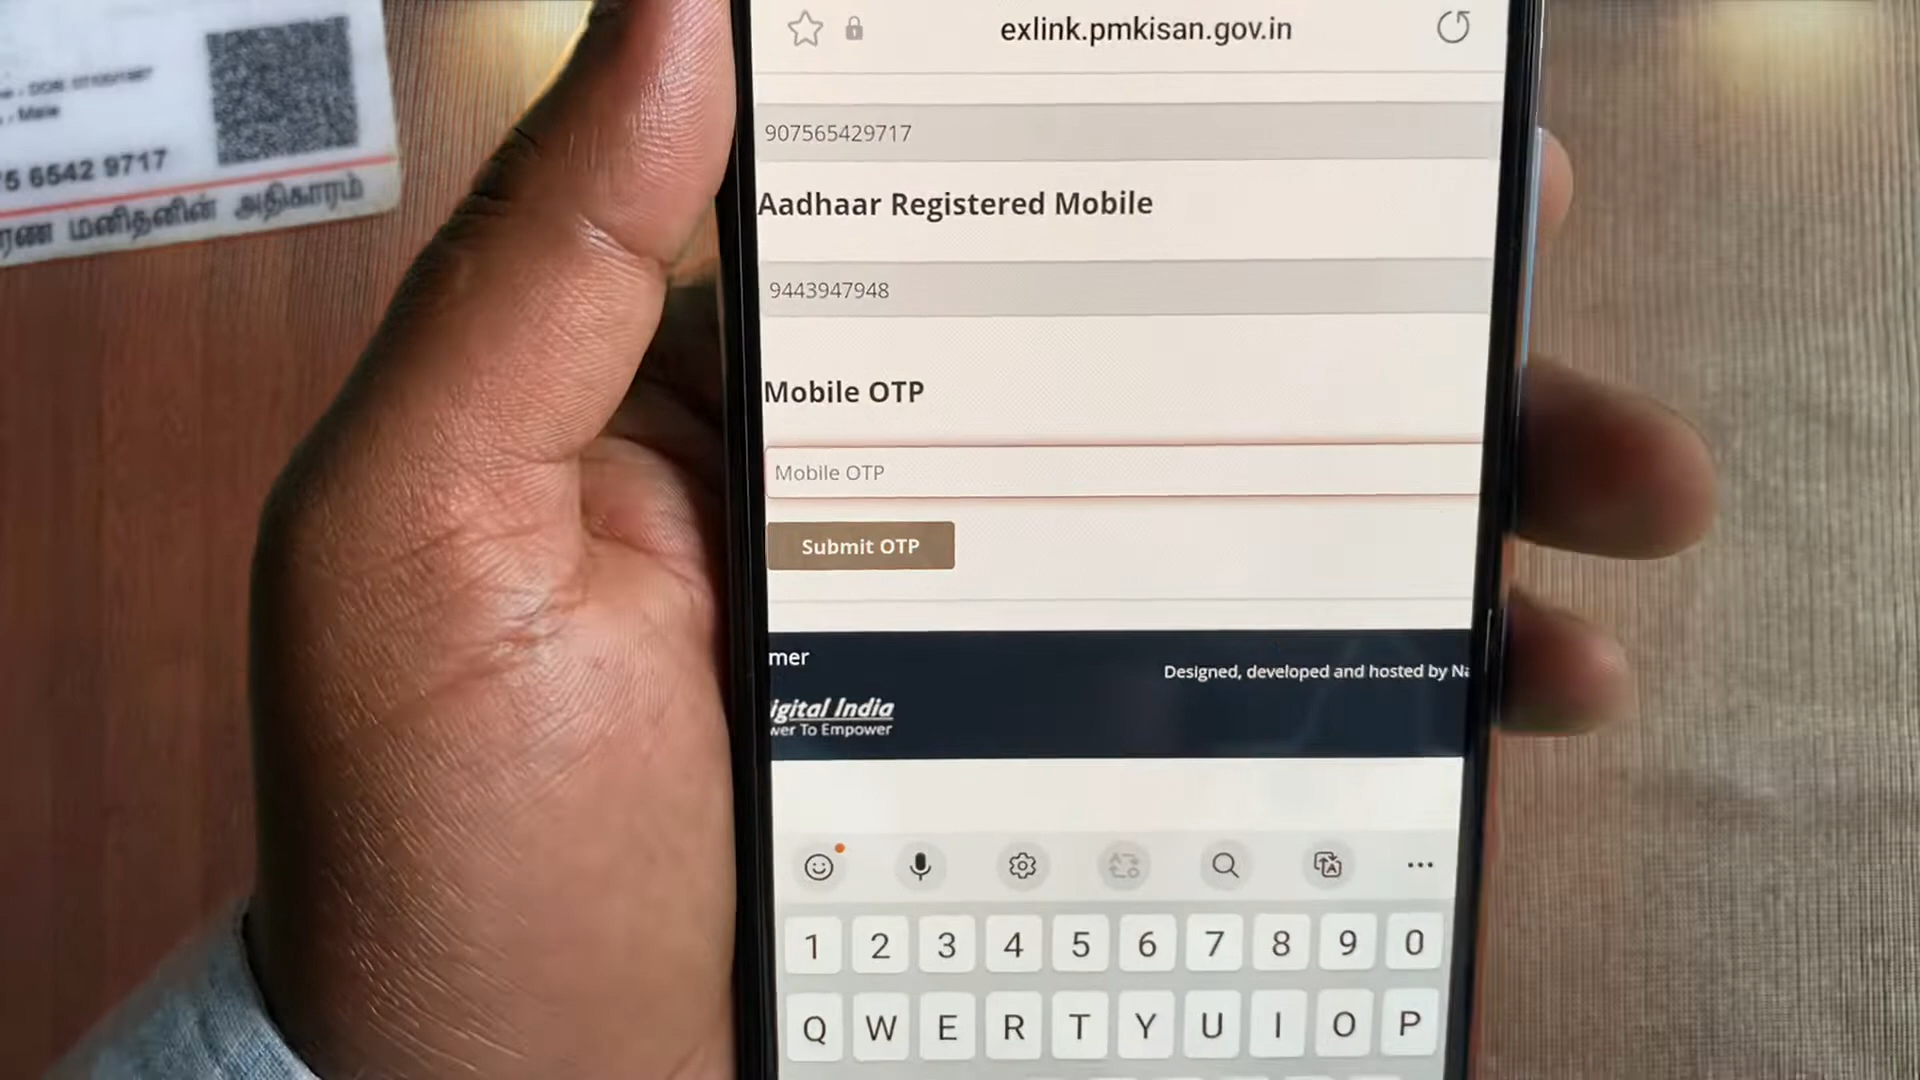 exlink.pmkisan.gov.in
907565429717
Aadhaar Registered Mobile
9443947948
Mobile OTP
Mobile OTP
Submit OTP
mer
Designed, developed and hosted by Na
igital India
wer To Empower
1 2 3 4 5 6 7 8 9 0
Q W E R T Y U I O P
Male
75 6542 9717
ரண மனிதனின் அதிகாரம்